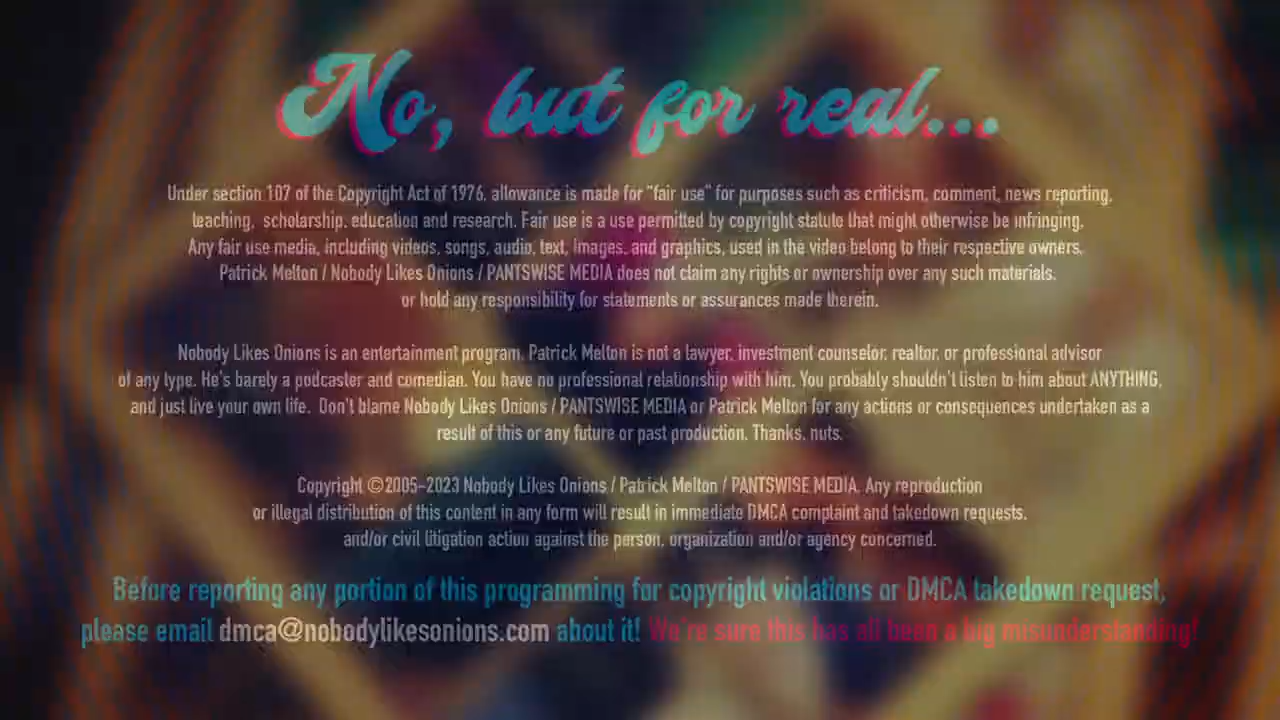 No, but for real...
Under section 107 of the Copyright Act of 1976, allowance is made for "fair use" for purposes such as criticism, comment, news reporting,
teaching, scholarship, education and research. Fair use is a use permitted by copyright statute that might otherwise be infringing.
Any fair use media, including videos, songs, audio, text, images, and graphics, used in the video belong to their respective owners.
Patrick Melton / Nobody Likes Onions / PANTSWISE MEDIA does not claim any rights or ownership over any such materials.
or hold any responsibility for statements or assurances made therein.
Nobody Likes Onions is an entertainment program. Patrick Melton is not a lawyer, investment counselor, realtor, or professional advisor
of any type. He's barely a podcaster and comedian. You have no professional relationship with him. You probably shouldn't listen to him about ANYTHING,
and just live your own life. Don't blame Nobody Likes Onions / PANTSWISE MEDIA or Patrick Melton for any actions or consequences undertaken as a
result of this or any future or past production. Thanks, nuts.
Copyright ©2005-2023 Nobody Likes Onions / Patrick Melton / PANTSWISE MEDIA. Any reproduction
or illegal distribution of this content in any form will result in immediate DMCA complaint and takedown requests,
and/or civil litigation action against the person, organization and/or agency concerned.
Before reporting any portion of this programming for copyright violations or DMCA takedown request,
please email dmca@nobodylikesonions.com about it! We're sure this has all been a big misunderstanding!